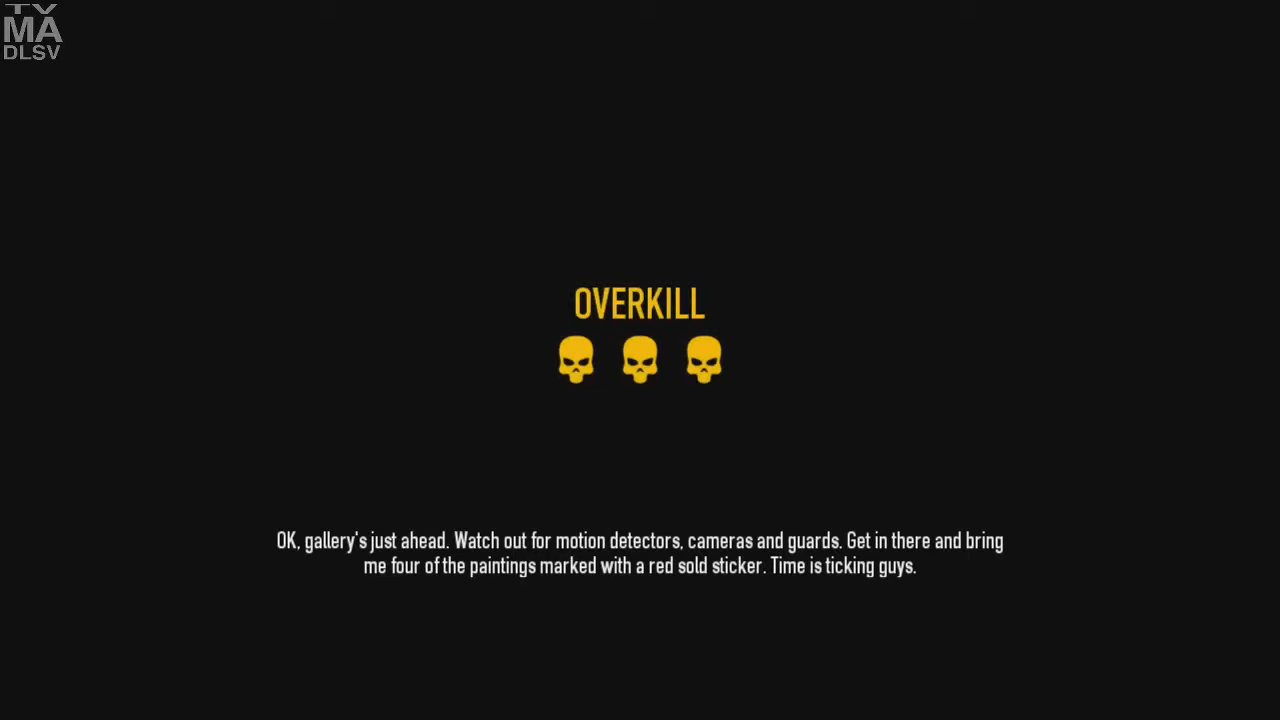 TV
MA
DLSV
OVERKILL
OK, gallery's just ahead. Watch out for motion detectors, cameras and guards. Get in there and bring
me four of the paintings marked with a red sold sticker. Time is ticking guys.